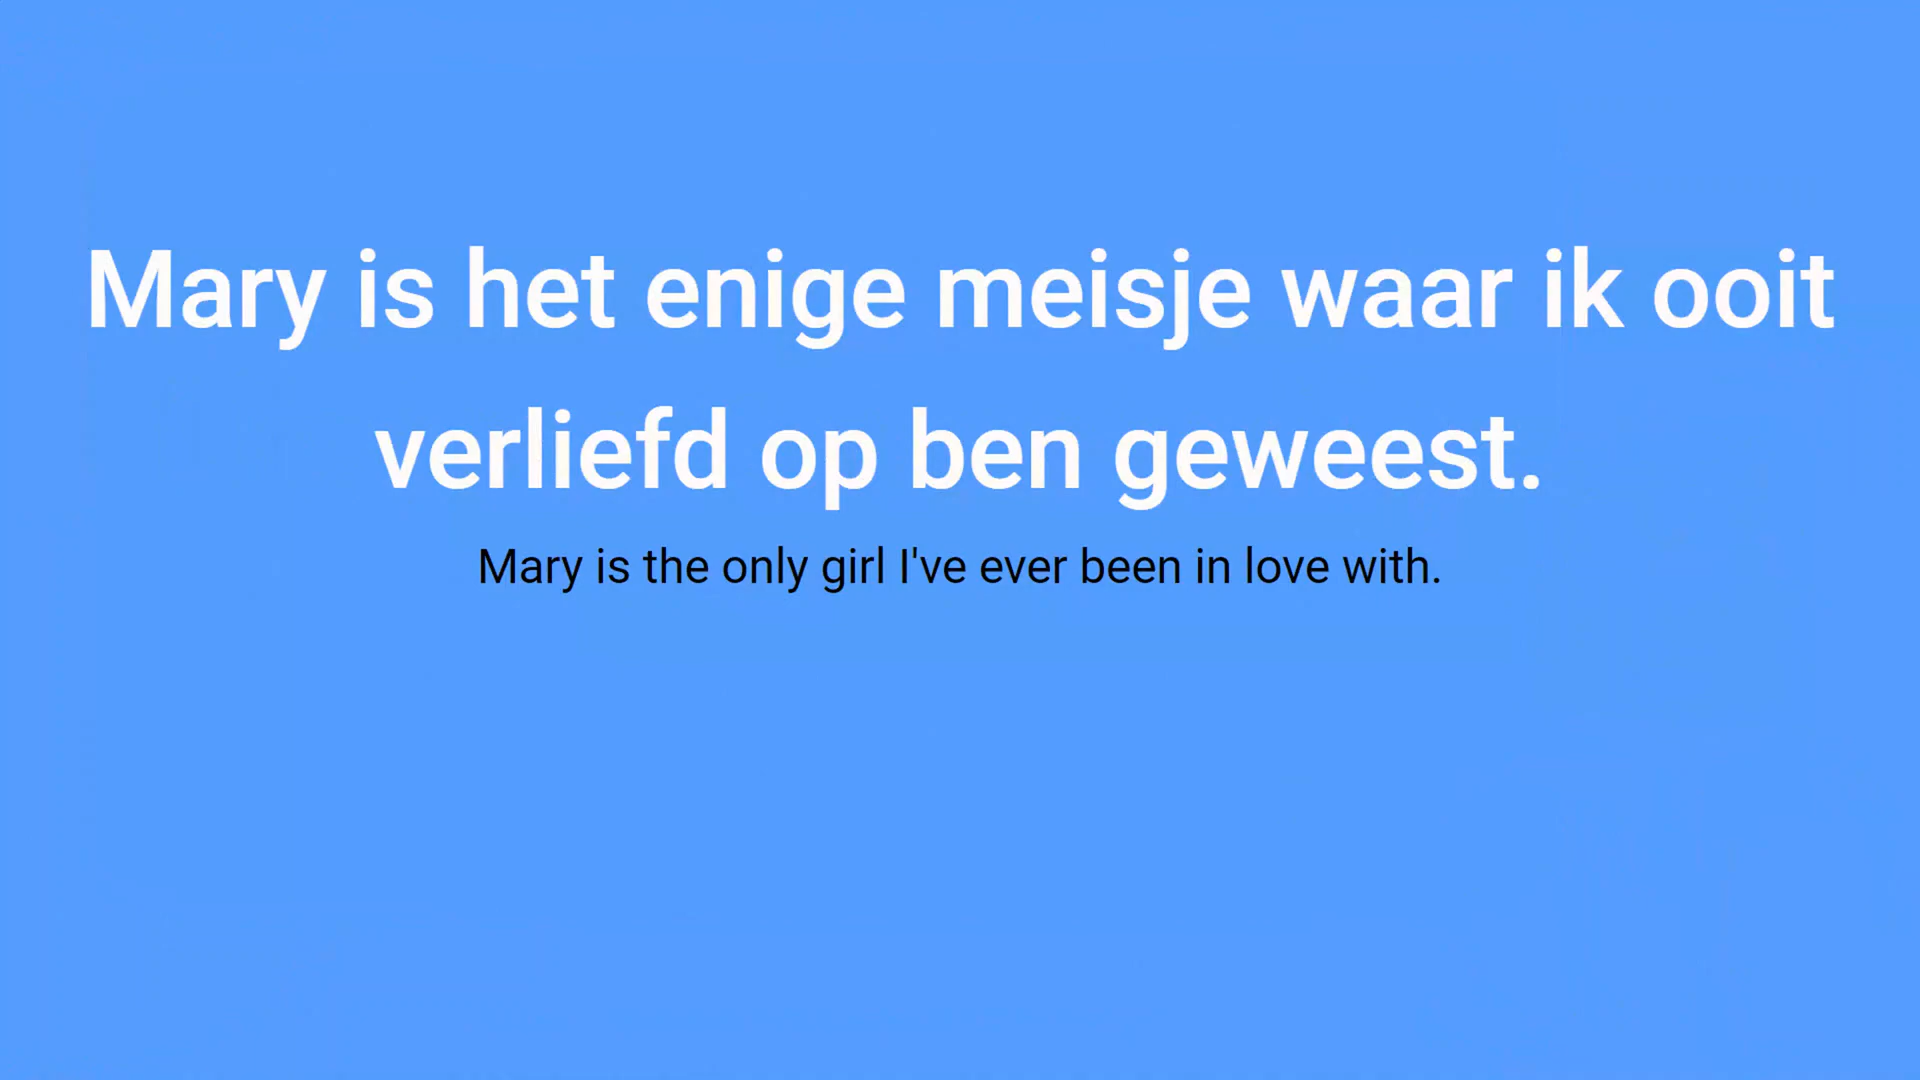 Mary is het enige meisje waar ik ooit
verliefd op ben geweest.
Mary is the only girl I've ever been in love with.